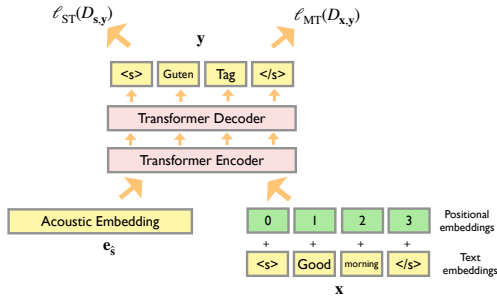 ℓ_ST(D_s,y) ℓ_MT(D_x,y)
y
<s> Guten Tag </s>
Transformer Decoder
Transformer Encoder
Acoustic Embedding
e_ŝ
0 1 2 3 Positional embeddings
+ + + +
<s> Good morning </s> Text embeddings
x